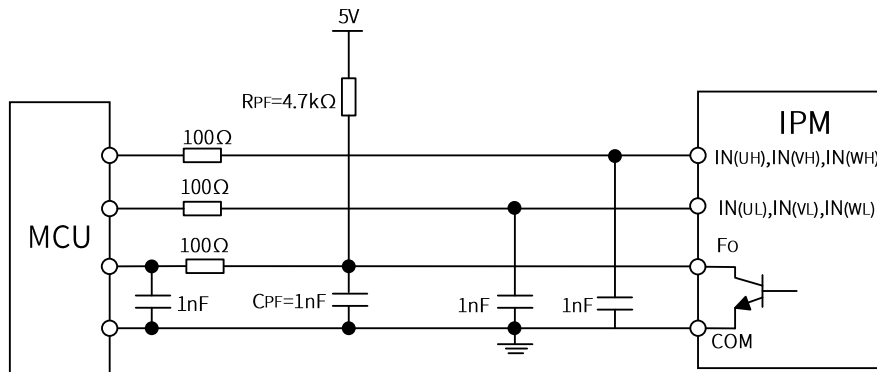 5V
RPF=4.7kΩ
IPM
100Ω
IN(UH),IN(VH),IN(WH)
100Ω
IN(UL),IN(VL),IN(WL)
MCU
100Ω
FO
1nF
CPF=1nF
1nF
1nF
COM